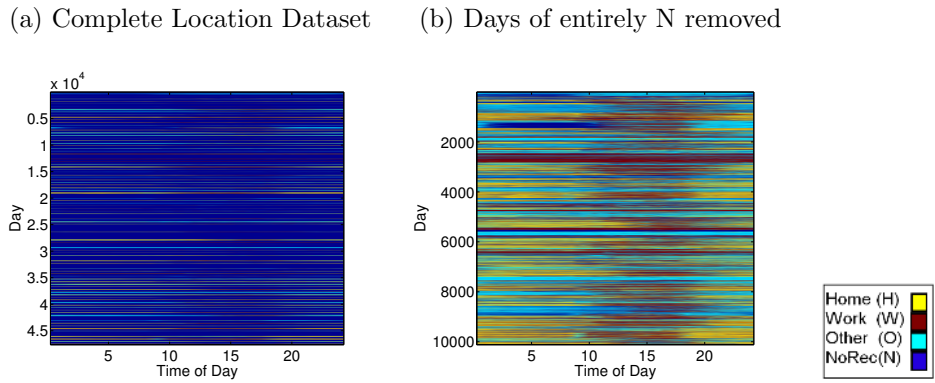 (a) Complete Location Dataset
(b) Days of entirely N removed
x 10^4
0.5
1
1.5
2
2.5
3
3.5
4
4.5
Day
5
10
15
20
Time of Day
2000
4000
6000
8000
10000
Day
5
10
15
20
Time of Day
Home (H)
Work (W)
Other (O)
NoRec(N)